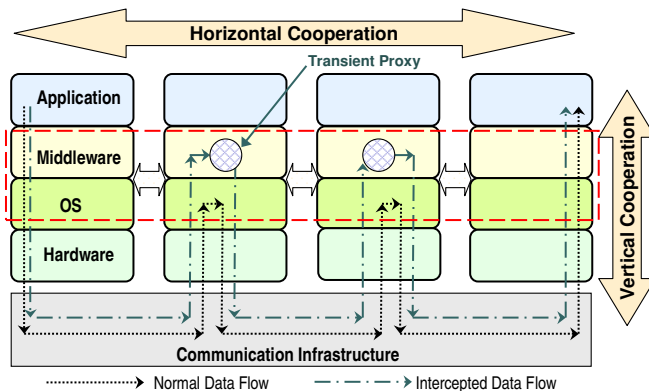 Horizontal Cooperation
Transient Proxy
Application
Middleware
OS
Hardware
Vertical Cooperation
Communication Infrastructure
Normal Data Flow
Intercepted Data Flow